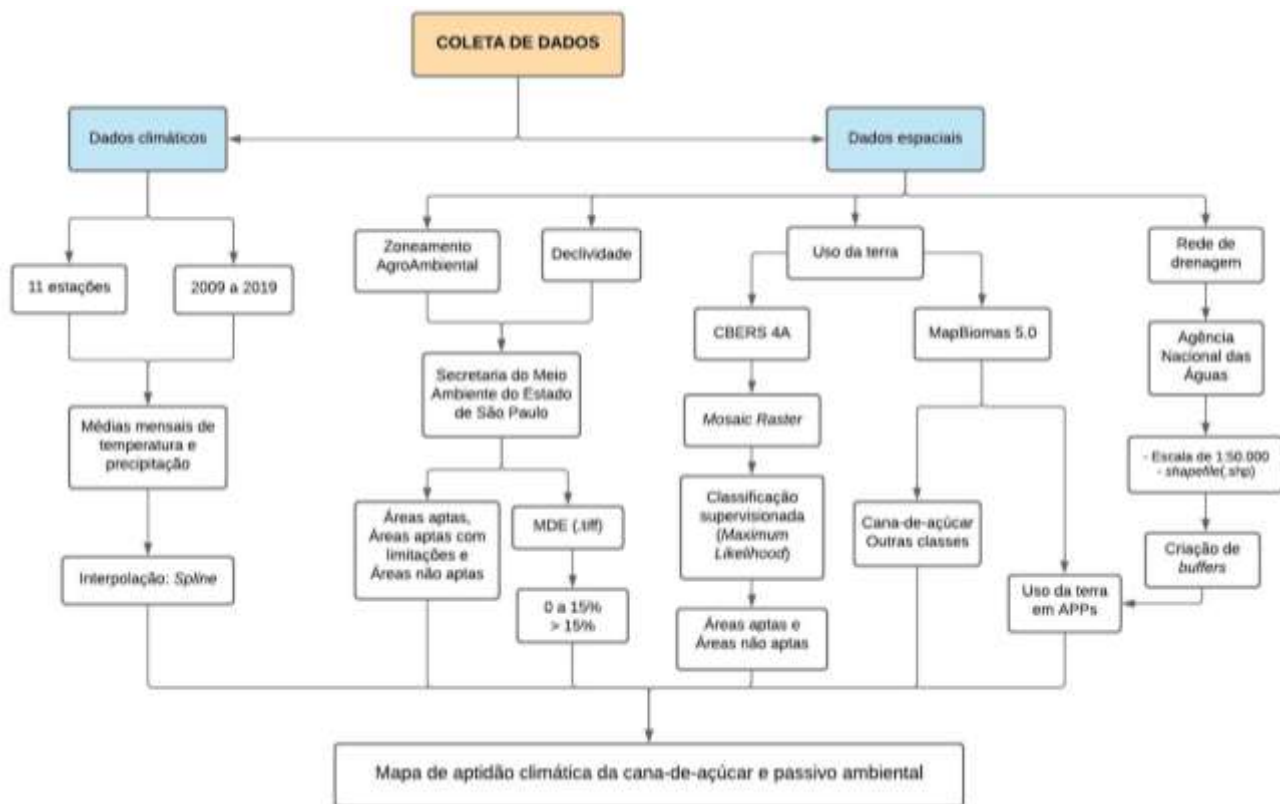 COLETA DE DADOS
Dados climáticos
Dados espaciais
11 estações
2009 a 2019
Médias mensais de
temperatura e
precipitação
Interpolação: Spline
Zoneamento
AgroAmbiental
Declividade
Secretaria do Meio
Ambiente do Estado
de São Paulo
Áreas aptas,
Áreas aptas com
limitações e
Áreas não aptas
MDE (.tiff)
0 a 15%
> 15%
Uso da terra
CBERS 4A
Mosaic Raster
Classificação
supervisionada
(Maximum
Likelihood)
Áreas aptas e
Áreas não aptas
MapBiomas 5.0
Cana-de-açúcar
Outras classes
Uso da terra
em APPs
Rede de
drenagem
Agência
Nacional das
Águas
- Escala de 1:50.000
- shapefile(.shp)
Criação de
buffers
Mapa de aptidão climática da cana-de-açúcar e passivo ambiental